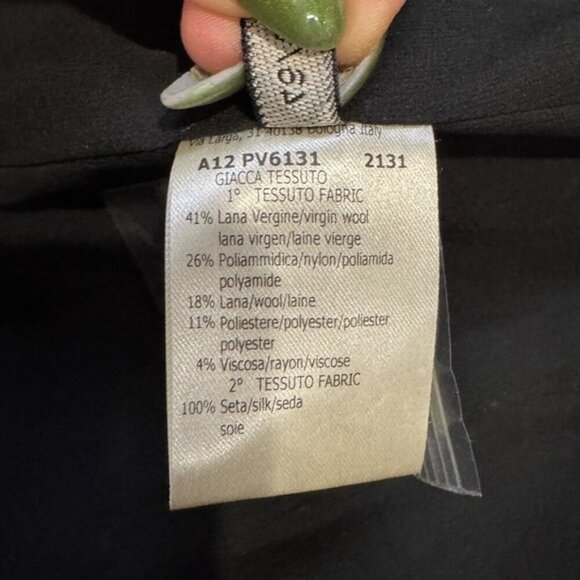 Via Largo, 31 40138 Bologna Italy
A12 PV6131 2131
GIACCA TESSUTO
1° TESSUTO FABRIC
41% Lana Vergine/virgin wool
lana virgen/laine vierge
26% Poliammidica/nylon/poliamida
polyamide
18% Lana/wool/laine
11% Poliestere/polyester/poliester
polyester
4% Viscosa/rayon/viscose
2° TESSUTO FABRIC
100% Seta/silk/seda
soie